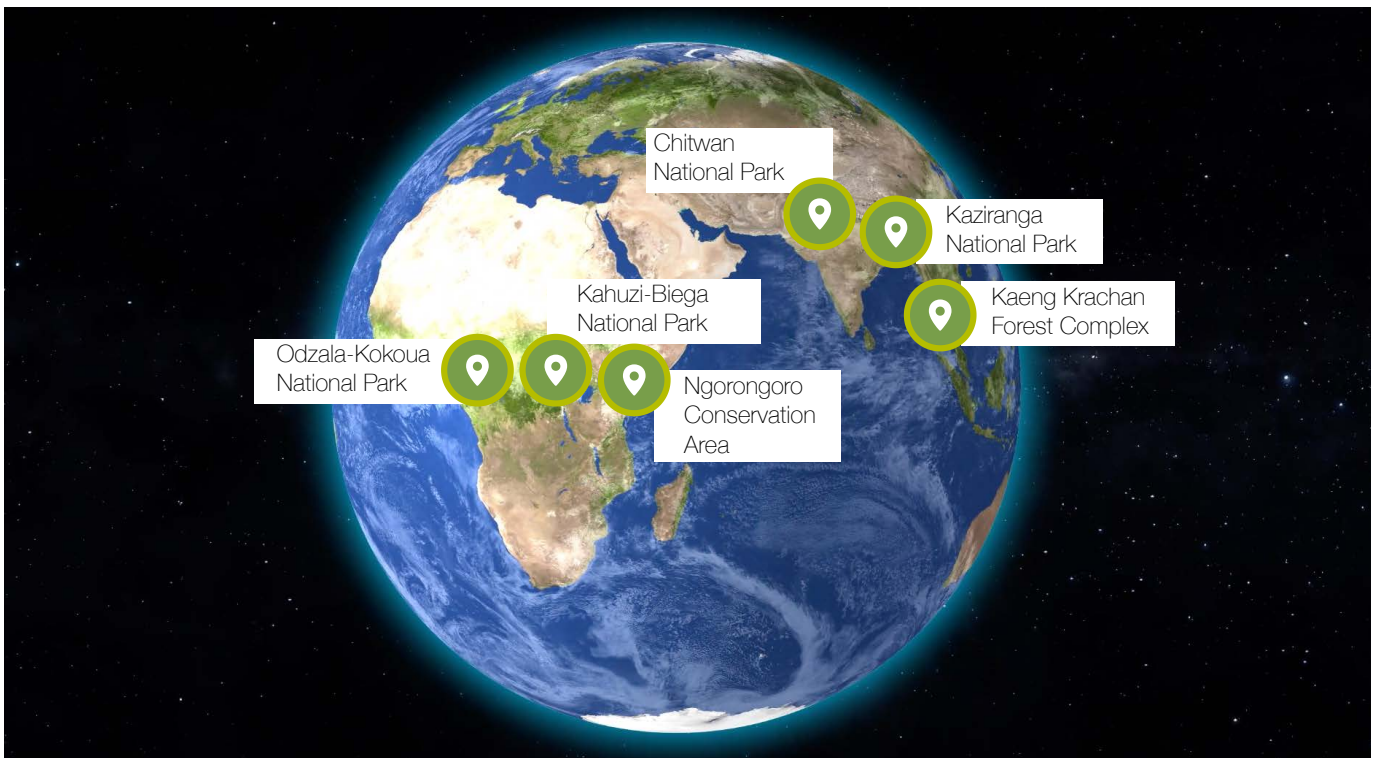 Chitwan
National Park
Kaziranga
National Park
Kahuzi-Biega
National Park
Kaeng Krachan
Forest Complex
Odzala-Kokoua
National Park
Ngorongoro
Conservation
Area